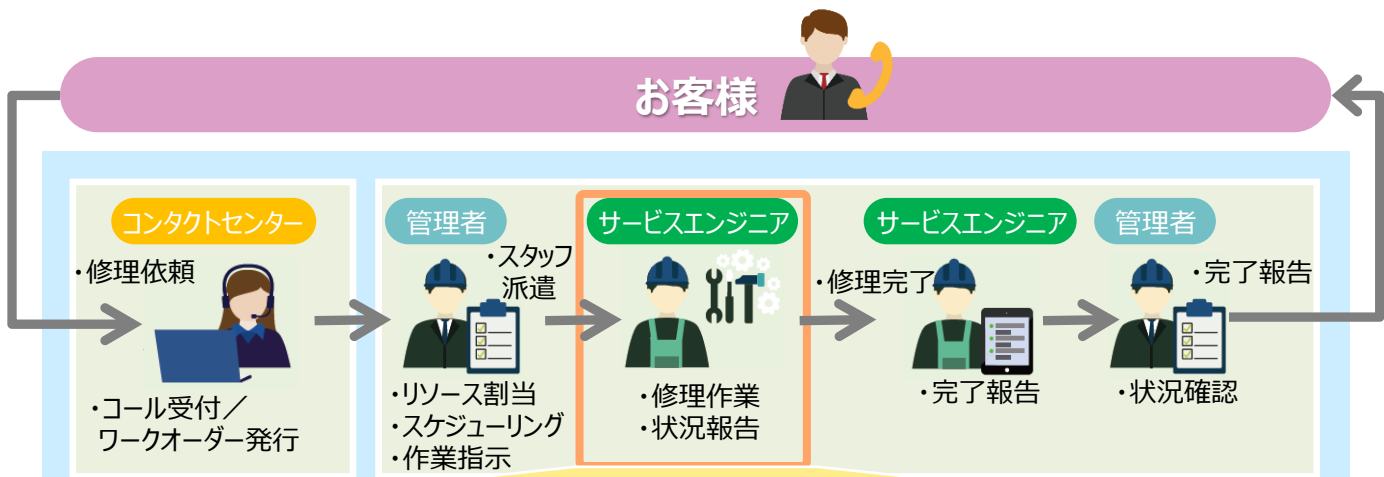 お客様
コンタクトセンター
・修理依頼
・コール受付／
ワークオーダー発行
管理者
・スタッフ
派遣
・リソース割当
・スケジューリング
・作業指示
サービスエンジニア
・修理作業
・状況報告
・修理完了
サービスエンジニア
・完了報告
管理者
・完了報告
・状況確認